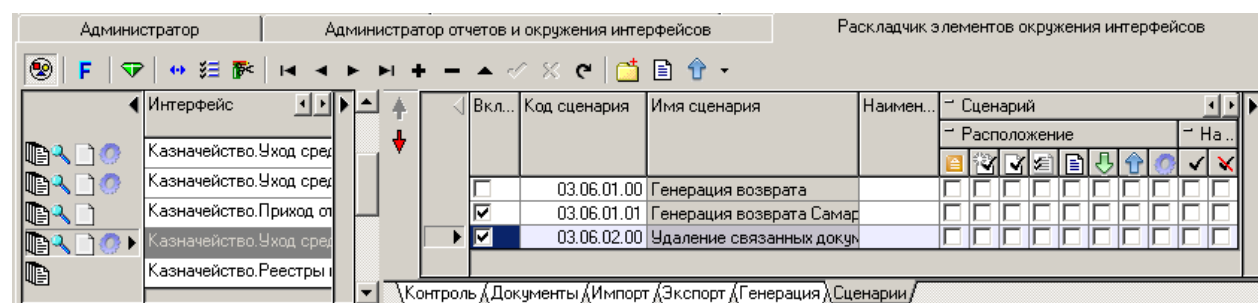 Администратор
Администратор отчетов и окружения интерфейсов
Раскладчик элементов окружения интерфейсов
F
Интерфейс
Казначейство.Уход сред
Казначейство.Уход сред
Казначейство.Приход от
Казначейство.Уход сред
Казначейство.Реестры
Вкл... Код сценария Имя сценария Наимен... Сценарий
Расположение На ..
03.06.01.00 Генерация возврата
03.06.01.01 Генерация возврата Самар
03.06.02.00 Удаление связанных докум
Контроль Документы Импорт Экспорт Генерация Сценарии